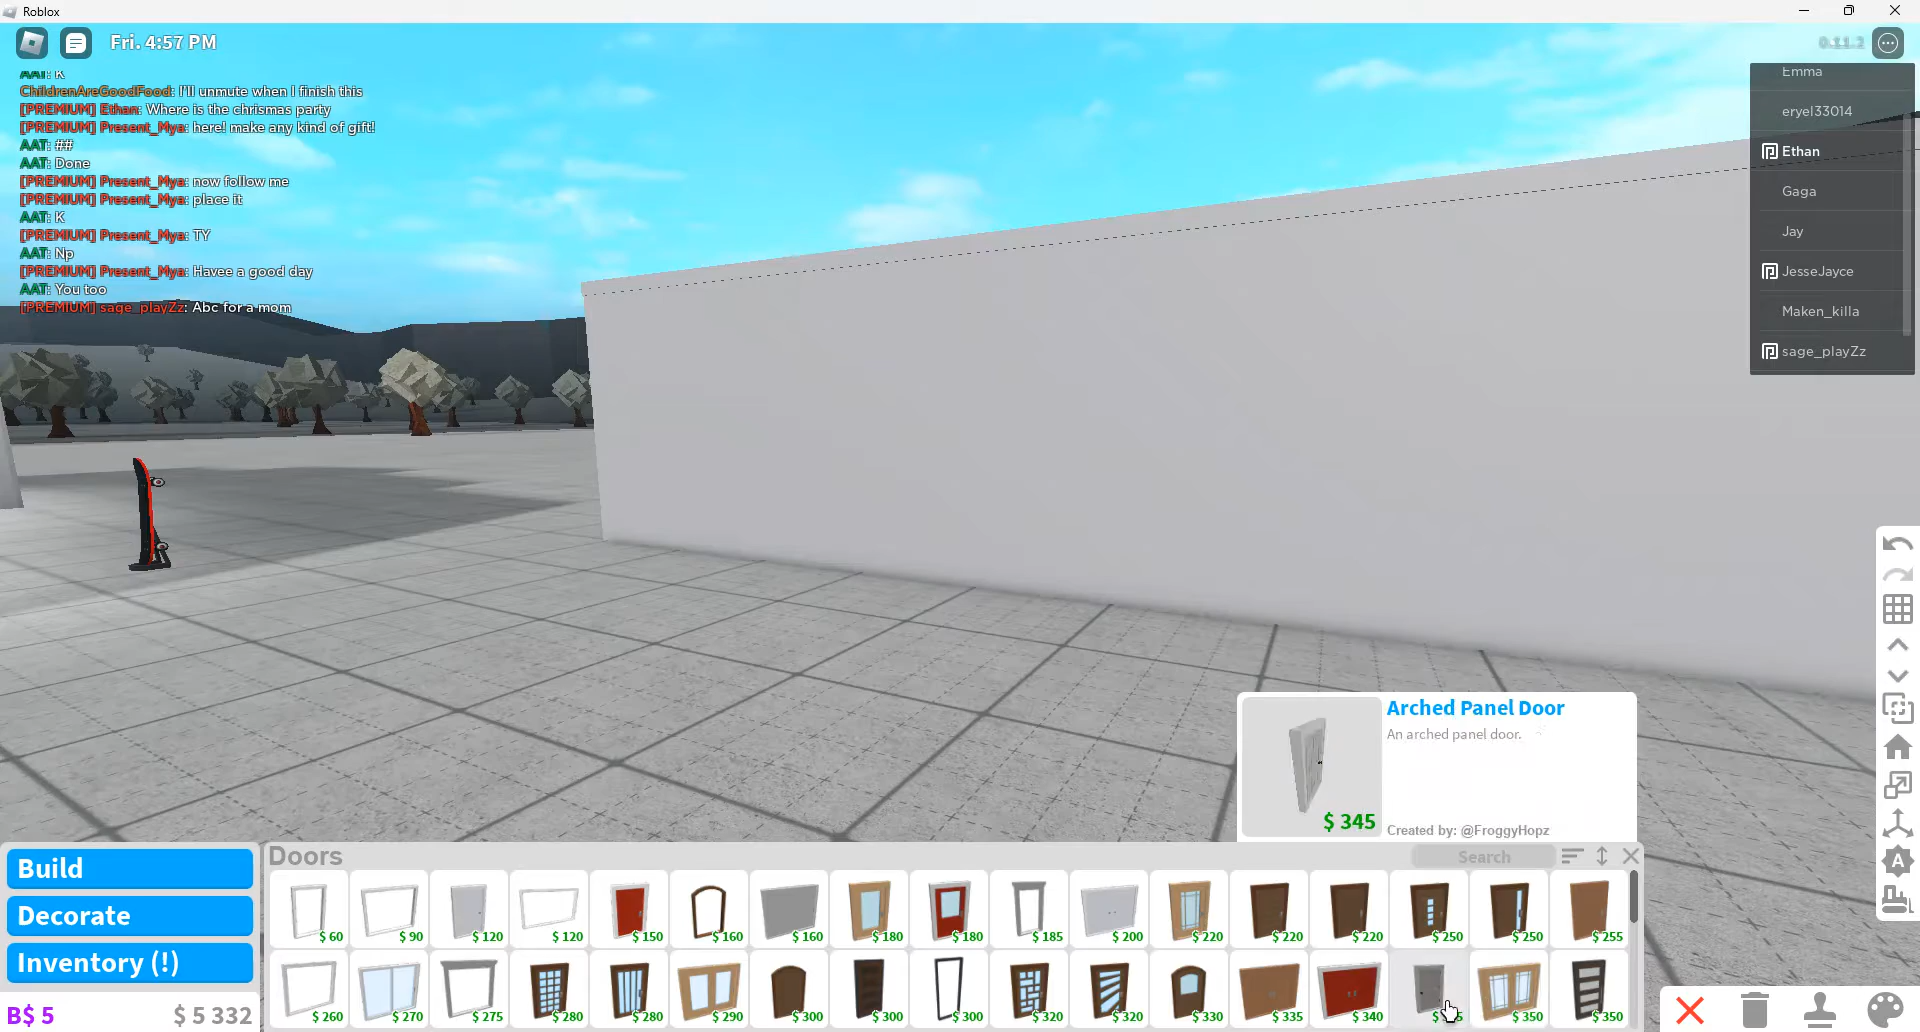 Roblox
Fri. 4:57 PM
AAT: K
ChildrenAreGoodFood: I'll unmute when I finish this
[PREMIUM] Ethan: Where is the chrismas party
[PREMIUM] Present_Mya: here! make any kind of gift!
AAT: ##
AAT: Done
[PREMIUM] Present_Mya: now follow me
[PREMIUM] Present_Mya: place it
AAT: K
[PREMIUM] Present_Mya: TY
AAT: Np
[PREMIUM] Present_Mya: Havee a good day
AAT: You too
[PREMIUM] sage_playZz: Abc for a mom
0.11.2
Emma
eryel33014
Ethan
Gaga
Jay
JesseJayce
Maken_killa
sage_playZz
Arched Panel Door
An arched panel door.
$ 345
Created by: @FroggyHopz
Build
Decorate
Inventory (!)
B$ 5
$ 5 332
Doors
Search
$ 60 $ 90 $ 120 $ 120 $ 150 $ 160 $ 160 $ 180 $ 180 $ 185 $ 200 $ 220 $ 220 $ 220 $ 250 $ 250 $ 255
$ 260 $ 270 $ 275 $ 280 $ 280 $ 290 $ 300 $ 300 $ 300 $ 320 $ 320 $ 330 $ 335 $ 340 $ 350 $ 350
A